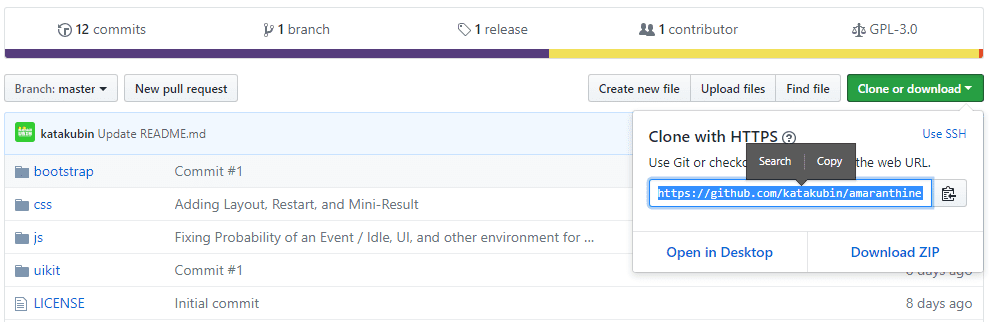 12 commits 1 branch 1 release 1 contributor GPL-3.0
Branch: master New pull request Create new file Upload files Find file Clone or download
katakubin Update README.md
bootstrap Commit #1
css Adding Layout, Restart, and Mini-Result
js Fixing Probability of an Event / Idle, UI, and other environment for ...
uikit Commit #1
LICENSE Initial commit 8 days ago
Clone with HTTPS Use SSH
Search Copy
Use Git or checko the web URL.
https://github.com/katakubin/amaranthine
Open in Desktop Download ZIP
days ago